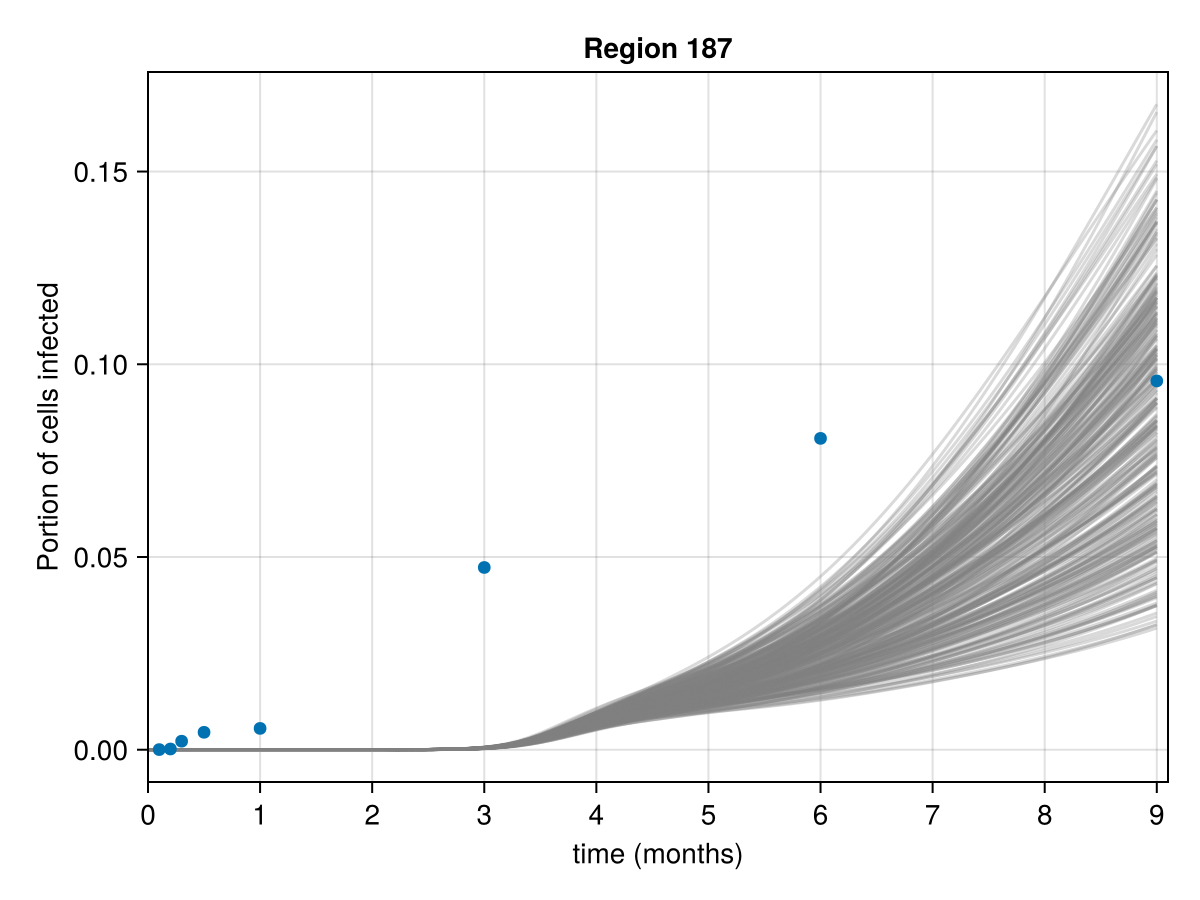 Region 187
Portion of cells infected
0.15
0.10
0.05
0.00
0 1 2 3 4 5 6 7 8 9
time (months)